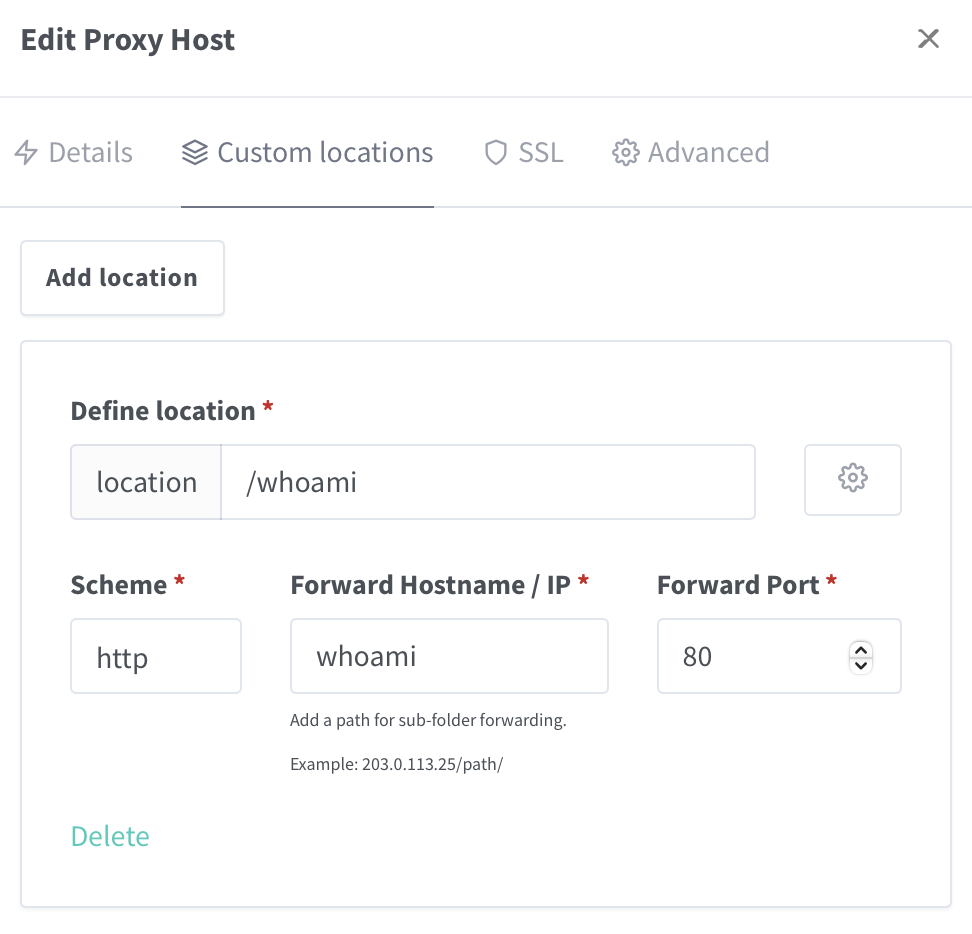 Edit Proxy Host
Details Custom locations SSL Advanced
Add location
Define location *
location /whoami
Scheme * Forward Hostname / IP * Forward Port *
http whoami 80
Add a path for sub-folder forwarding.
Example: 203.0.113.25/path/
Delete